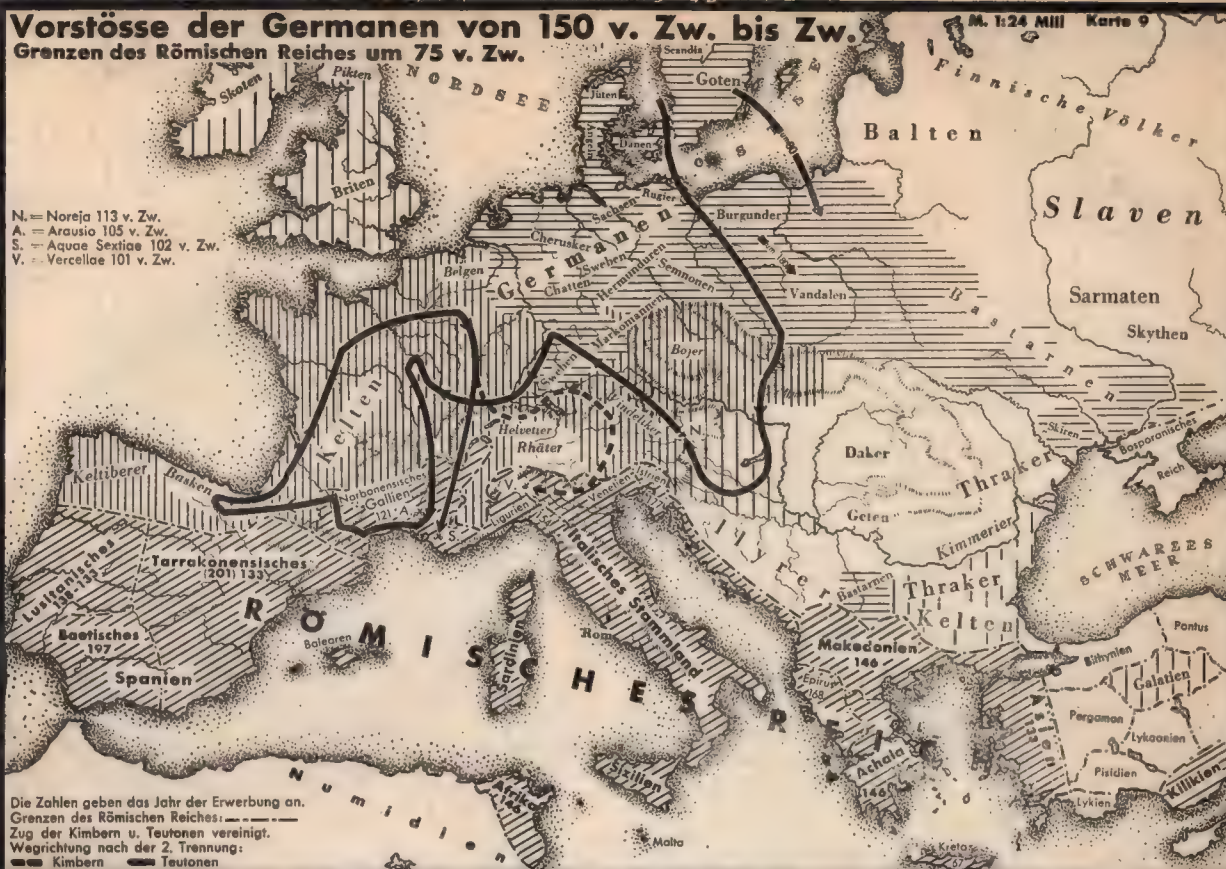 Vorstösse der Germanen von 150 v. Zw. bis Zw.
Grenzen des Römischen Reiches um 75 v. Zw.
M. 1:24 Mill Karte 9
N. = Noreja 113 v. Zw.
A. = Arausio 105 v. Zw.
S. = Aquae Sextiae 102 v. Zw.
V. = Vercellae 101 v. Zw.
NORDSEE
Skoten
Pikten
Briten
Scandia
Goten
Jüten
Dänen
Balten
Finnische Völker
Slaven
Sarmaten
Skythen
Bastarnen
Skiren
Germanen
Sachsen
Rugier
Burgunder
Cherusker
Sweben
Chatten
Hermunduren
Semnonen
Markomannen
Vandalen
Belgen
Bojer
Kelten
Helvetier
Rhäter
N.
Daker
Geten
Thraker
Kimmerier
Bosporanisches
Reich
SCHWARZES
MEER
Keltiberer
Basken
Narbonensisches
Gallien
121
A.
S.
V.
Ligurien
Venetien
Illyrer
Bastarnen
Thraker
Kelten
Lusitanisches
Tarrakonensisches
(201) 133
Baetisches
197
Spanien
Balearen
Sardinien
Rom
Italisches Stammland
RÖMISCHES REICH
Makedonien
146
Epirus
168
Achaia
146
Asien
Bithynien
Pontus
Galatien
Pergamon
Lykaonien
Pisidien
Lykien
Kilikien
Sizilien
Malta
Kreta
67
Numidien
Afrika
146
Die Zahlen geben das Jahr der Erwerbung an.
Grenzen des Römischen Reiches:
Zug der Kimbern u. Teutonen vereinigt.
Wegrichtung nach der 2. Trennung:
Kimbern Teutonen